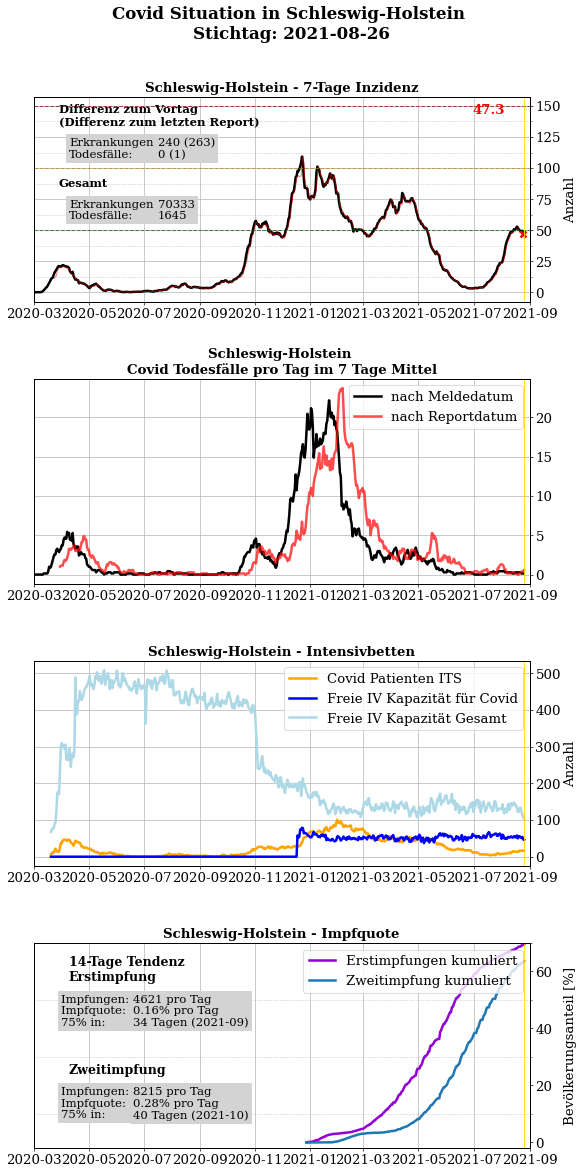 Covid Situation in Schleswig-Holstein
Stichtag: 2021-08-26
Schleswig-Holstein - 7-Tage Inzidenz
Differenz zum Vortag
(Differenz zum letzten Report)
Erkrankungen 240 (263)
Todesfälle: 0 (1)
Gesamt
Erkrankungen 70333
Todesfälle: 1645
47.3
150
125
100
75
50
25
0
Anzahl
2020-03 2020-05 2020-07 2020-09 2020-11 2021-01 2021-03 2021-05 2021-07 2021-09
Schleswig-Holstein
Covid Todesfälle pro Tag im 7 Tage Mittel
nach Meldedatum
nach Reportdatum
20
15
10
5
0
2020-03 2020-05 2020-07 2020-09 2020-11 2021-01 2021-03 2021-05 2021-07 2021-09
Schleswig-Holstein - Intensivbetten
Covid Patienten ITS
Freie IV Kapazität für Covid
Freie IV Kapazität Gesamt
500
400
300
200
100
0
Anzahl
2020-03 2020-05 2020-07 2020-09 2020-11 2021-01 2021-03 2021-05 2021-07 2021-09
Schleswig-Holstein - Impfquote
14-Tage Tendenz
Erstimpfung
Impfungen: 4621 pro Tag
Impfquote: 0.16% pro Tag
75% in: 34 Tagen (2021-09)
Zweitimpfung
Impfungen: 8215 pro Tag
Impfquote: 0.28% pro Tag
75% in: 40 Tagen (2021-10)
Erstimpfungen kumuliert
Zweitimpfung kumuliert
60
40
20
0
Bevölkerungsanteil [%]
2020-03 2020-05 2020-07 2020-09 2020-11 2021-01 2021-03 2021-05 2021-07 2021-09